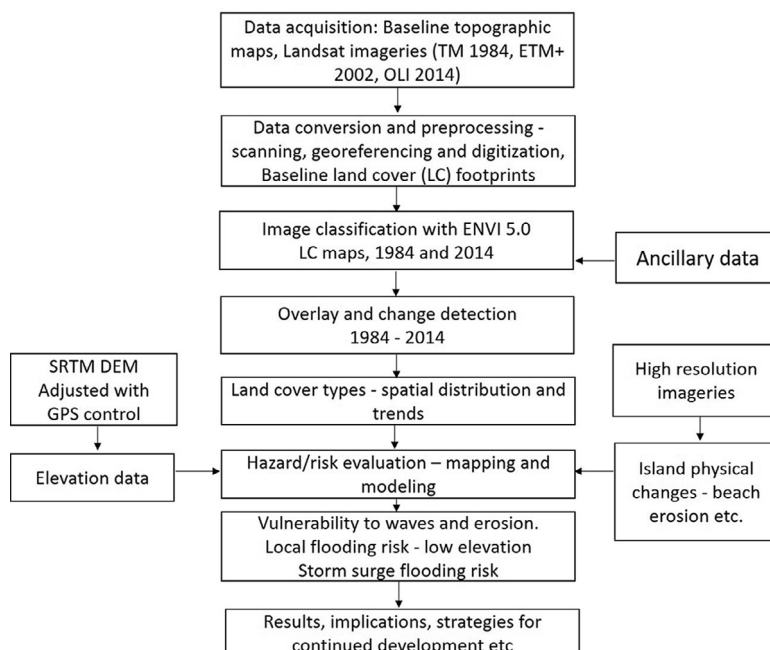 Data acquisition: Baseline topographic
maps, Landsat imageries (TM 1984, ETM+
2002, OLI 2014)
Data conversion and preprocessing -
scanning, georeferencing and digitization,
Baseline land cover (LC) footprints
Image classification with ENVI 5.0
LC maps, 1984 and 2014
Ancillary data
Overlay and change detection
1984 - 2014
SRTM DEM
Adjusted with
GPS control
High resolution
imageries
Land cover types - spatial distribution and
trends
Elevation data
Hazard/risk evaluation – mapping and
modeling
Island physical
changes - beach
erosion etc.
Vulnerability to waves and erosion.
Local flooding risk - low elevation
Storm surge flooding risk
Results, implications, strategies for
continued development etc